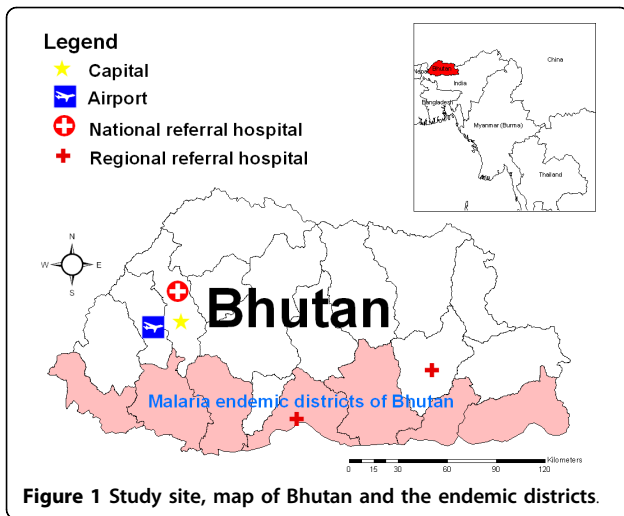 Legend
Capital
Airport
National referral hospital
Regional referral hospital
China
Nepal
Bhutan
India
Bangladesh
Myanmar (Burma)
Thailand
N
W E
S
Bhutan
Malaria endemic districts of Bhutan
Kilometers
0 15 30 60 90 120
Figure 1 Study site, map of Bhutan and the endemic districts.